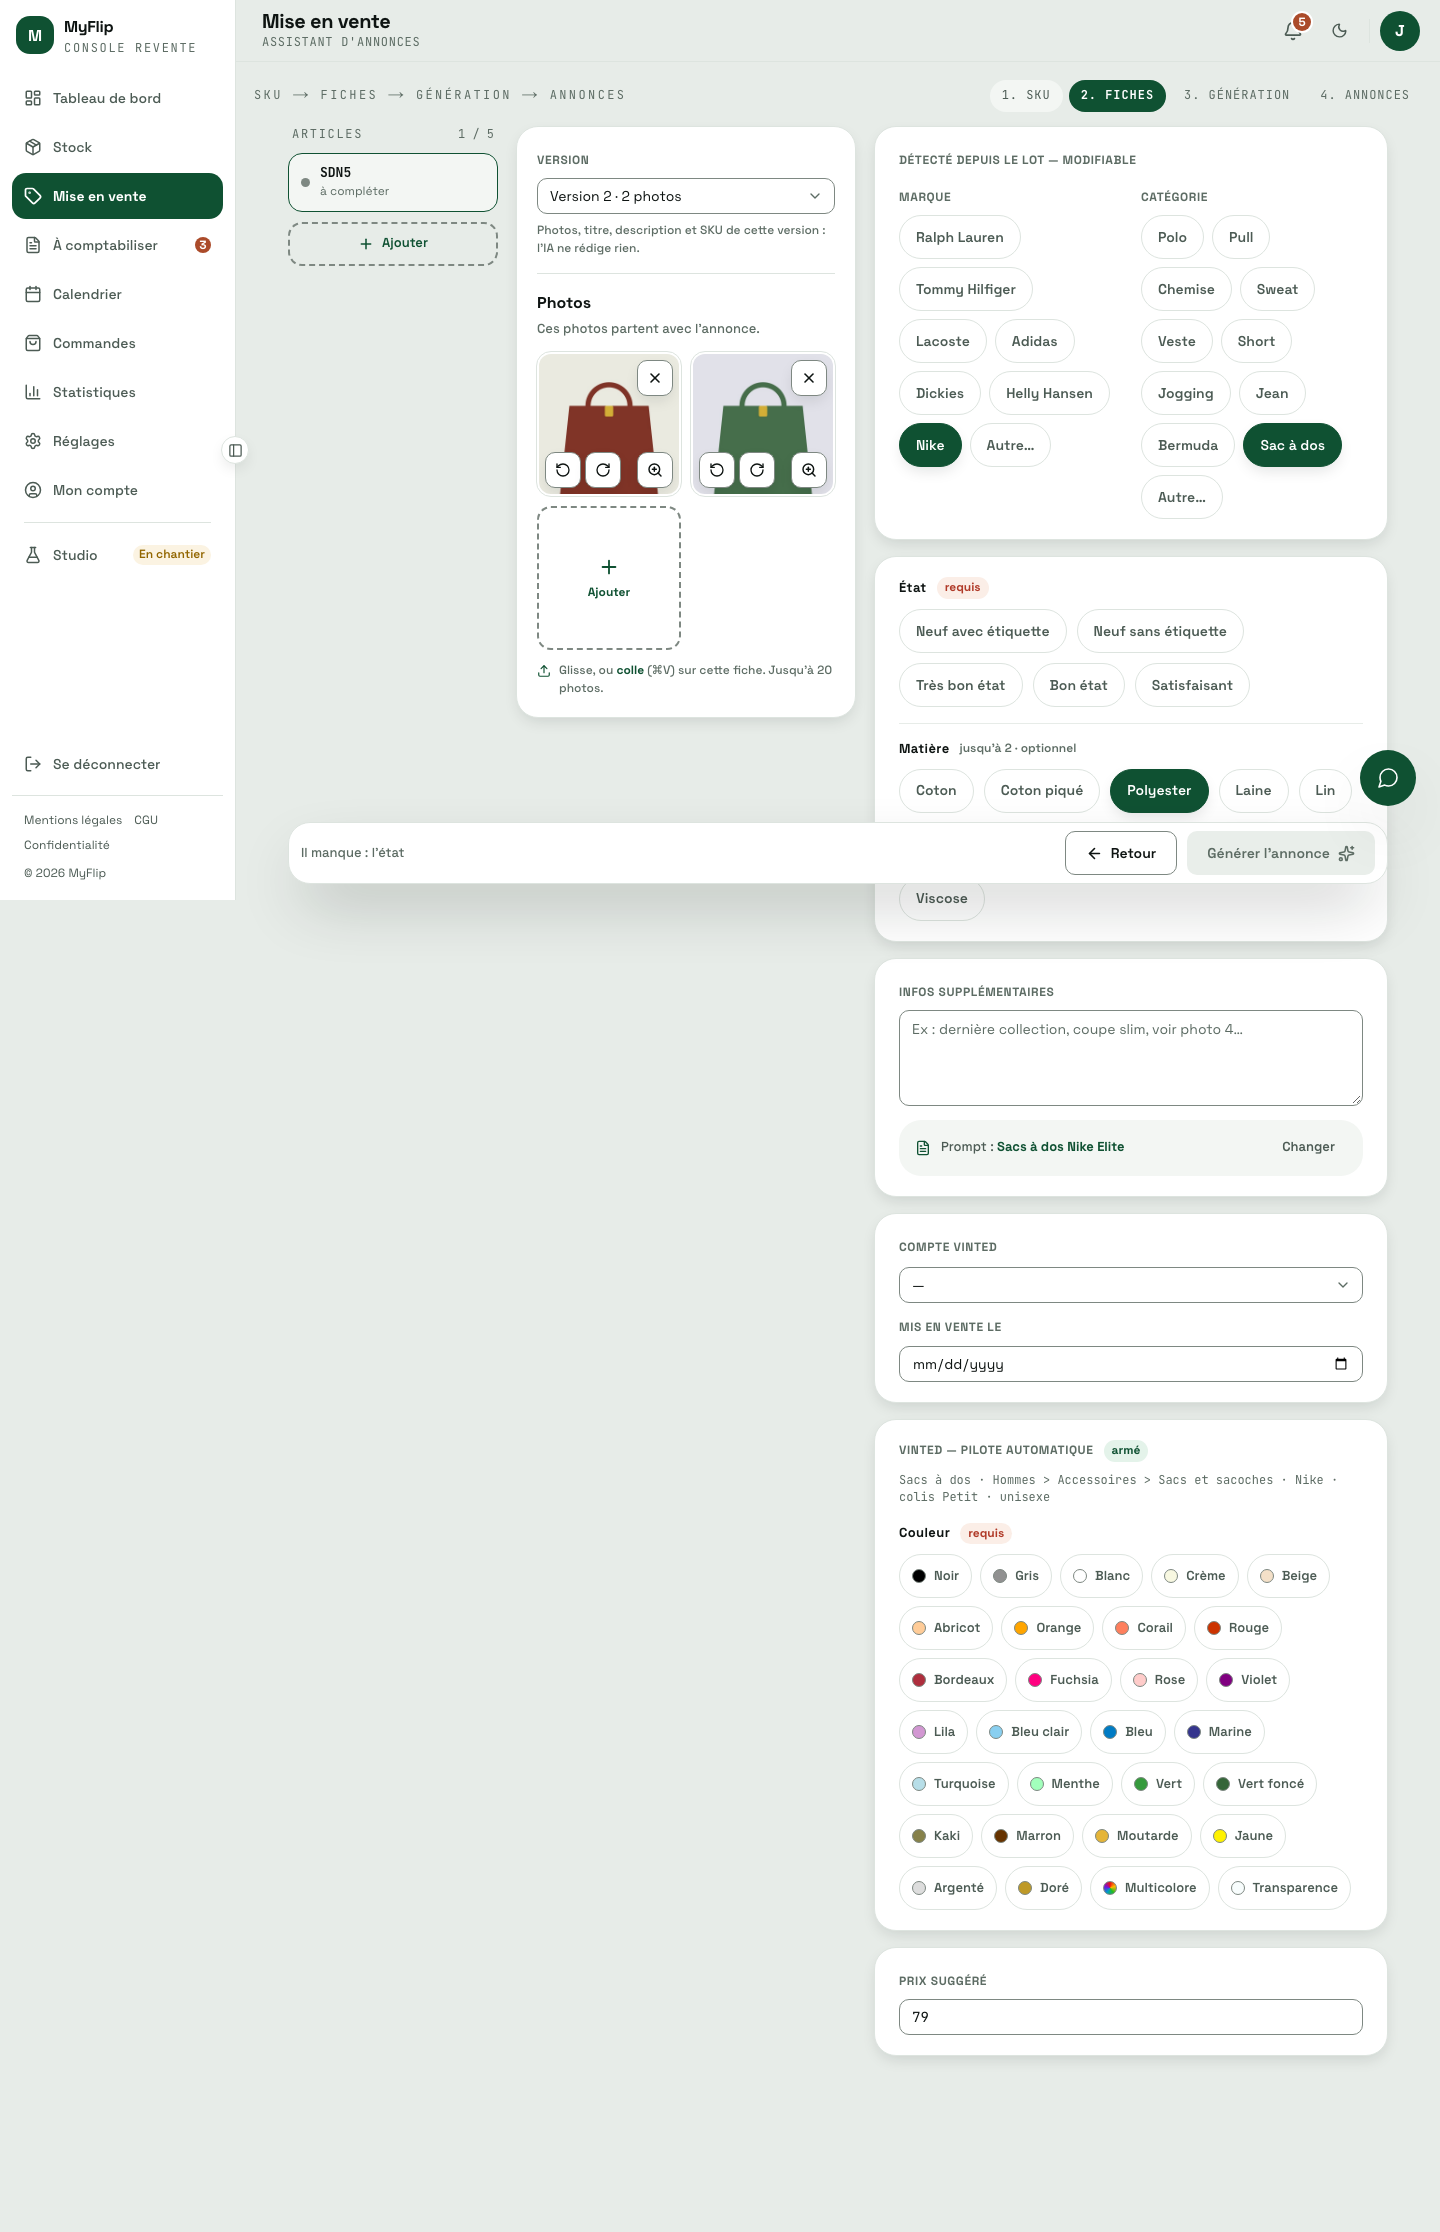 M
MyFlip
CONSOLE REVENTE
Tableau de bord
Stock
Mise en vente
À comptabiliser
3
Calendrier
Commandes
Statistiques
Réglages
Mon compte
Studio
En chantier
Se déconnecter
Mentions légales
CGU
Confidentialité
© 2026 MyFlip
Mise en vente
ASSISTANT D'ANNONCES
5
J
SKU → FICHES → GÉNÉRATION → ANNONCES
1. SKU
2. FICHES
3. GÉNÉRATION
4. ANNONCES
ARTICLES
1 / 5
SDN5
à compléter
Ajouter
VERSION
Version 2 · 2 photos
Photos, titre, description et SKU de cette version :
l'IA ne rédige rien.
Photos
Ces photos partent avec l'annonce.
Ajouter
Glisse, ou colle (⌘V) sur cette fiche. Jusqu'à 20
photos.
DÉTECTÉ DEPUIS LE LOT — MODIFIABLE
MARQUE
Ralph Lauren
Tommy Hilfiger
Lacoste
Adidas
Dickies
Helly Hansen
Nike
Autre…
CATÉGORIE
Polo
Pull
Chemise
Sweat
Veste
Short
Jogging
Jean
Bermuda
Sac à dos
Autre…
État
requis
Neuf avec étiquette
Neuf sans étiquette
Très bon état
Bon état
Satisfaisant
Matière
jusqu'à 2 · optionnel
Coton
Coton piqué
Polyester
Laine
Lin
Il manque : l'état
Retour
Générer l'annonce
Viscose
INFOS SUPPLÉMENTAIRES
Ex : dernière collection, coupe slim, voir photo 4…
Prompt : Sacs à dos Nike Elite
Changer
COMPTE VINTED
—
MIS EN VENTE LE
mm/dd/yyyy
VINTED — PILOTE AUTOMATIQUE
armé
Sacs à dos · Hommes > Accessoires > Sacs et sacoches · Nike ·
colis Petit · unisexe
Couleur
requis
Noir
Gris
Blanc
Crème
Beige
Abricot
Orange
Corail
Rouge
Bordeaux
Fuchsia
Rose
Violet
Lila
Bleu clair
Bleu
Marine
Turquoise
Menthe
Vert
Vert foncé
Kaki
Marron
Moutarde
Jaune
Argenté
Doré
Multicolore
Transparence
PRIX SUGGÉRÉ
79